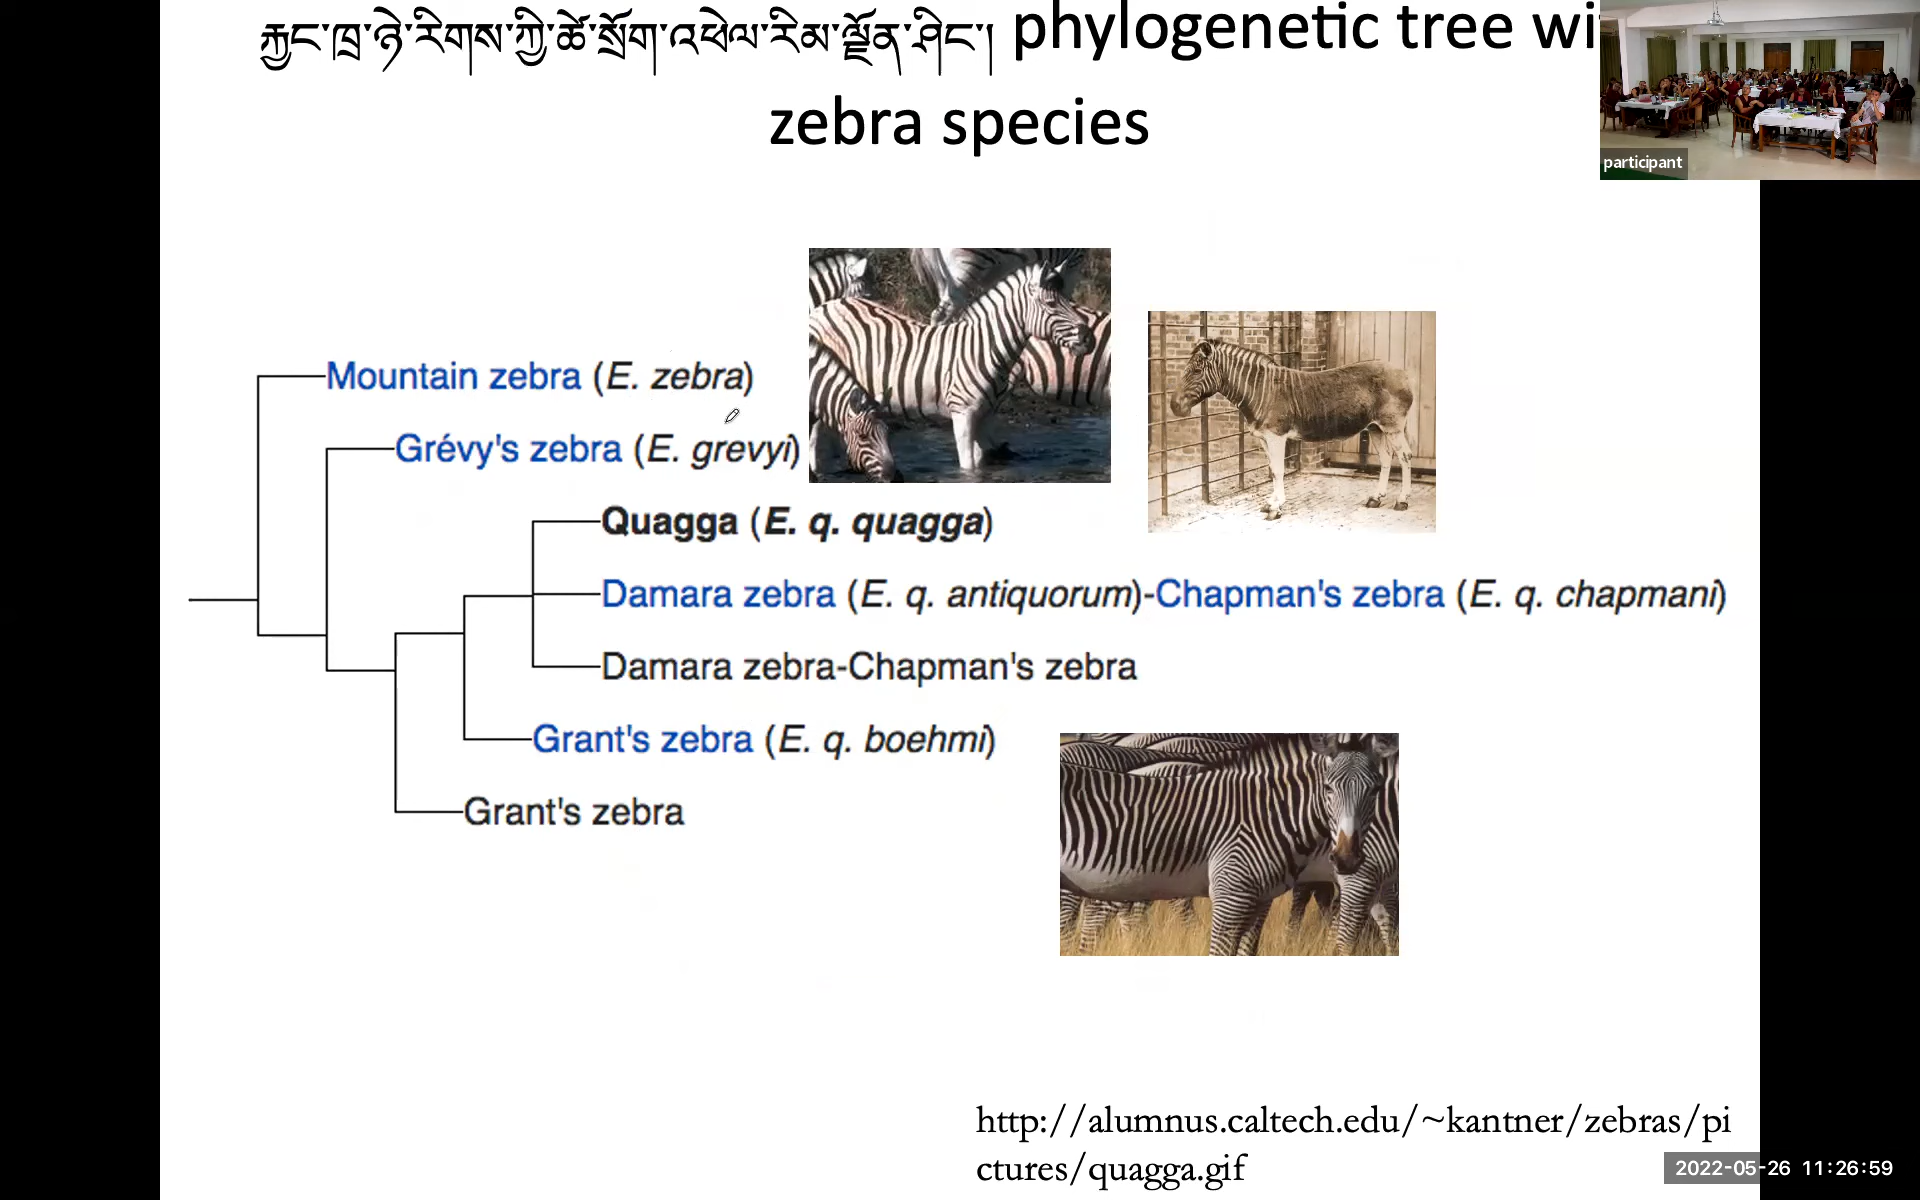 རྐྱང་ཁྲ་ཉེ་རིགས་ཀྱི་ཚེ་སྲོག་འཕེལ་རིམ་ལྗོན་ཤིང་། phylogenetic tree wi
zebra species
participant
Mountain zebra (E. zebra)
Grévy's zebra (E. grevyi)
Quagga (E. q. quagga)
Damara zebra (E. q. antiquorum)-Chapman's zebra (E. q. chapmani)
Damara zebra-Chapman's zebra
Grant's zebra (E. q. boehmi)
Grant's zebra
http://alumnus.caltech.edu/~kantner/zebras/pi
ctures/quagga.gif
2022-05-26 11:26:59